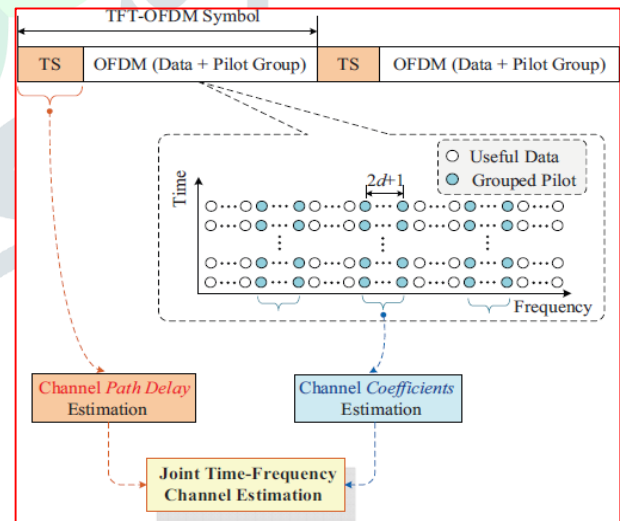 TFT-OFDM Symbol
TS
OFDM (Data + Pilot Group)
TS
OFDM (Data + Pilot Group)
Useful Data
Grouped Pilot
2d+1
Time
Frequency
Channel Path Delay
Estimation
Channel Coefficients
Estimation
Joint Time-Frequency
Channel Estimation